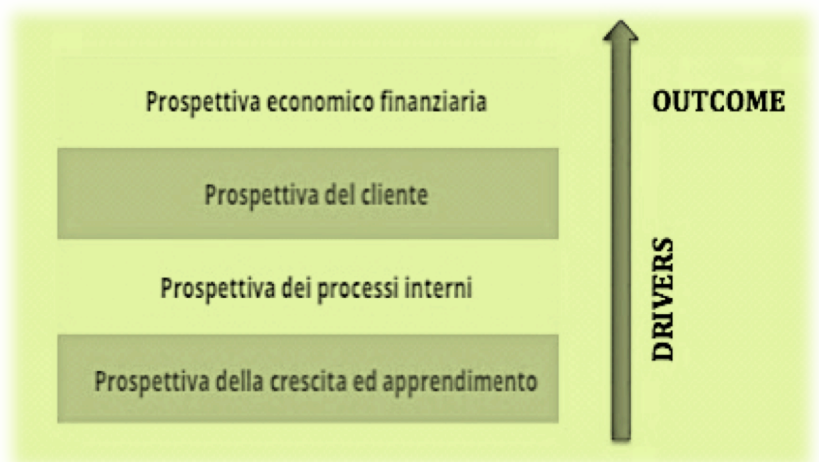 Prospettiva economico finanziaria
OUTCOME
Prospettiva del cliente
Prospettiva dei processi interni
DRIVERS
Prospettiva della crescita ed apprendimento